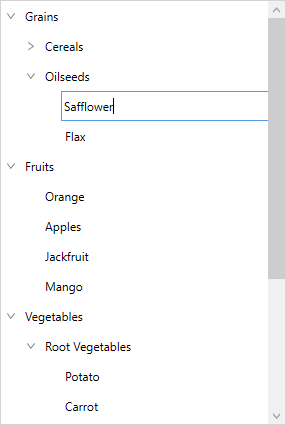 Grains
Cereals
Oilseeds
Safflower
Flax
Fruits
Orange
Apples
Jackfruit
Mango
Vegetables
Root Vegetables
Potato
Carrot